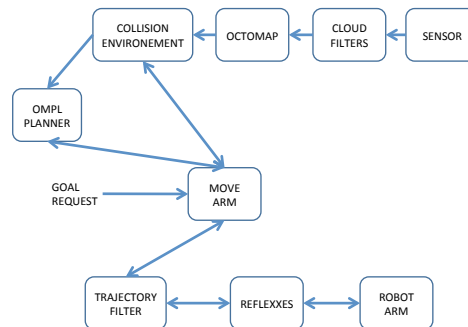 COLLISION
ENVIRONEMENT
OCTOMAP
CLOUD
FILTERS
SENSOR
OMPL
PLANNER
GOAL
REQUEST
MOVE
ARM
TRAJECTORY
FILTER
REFLEXXES
ROBOT
ARM